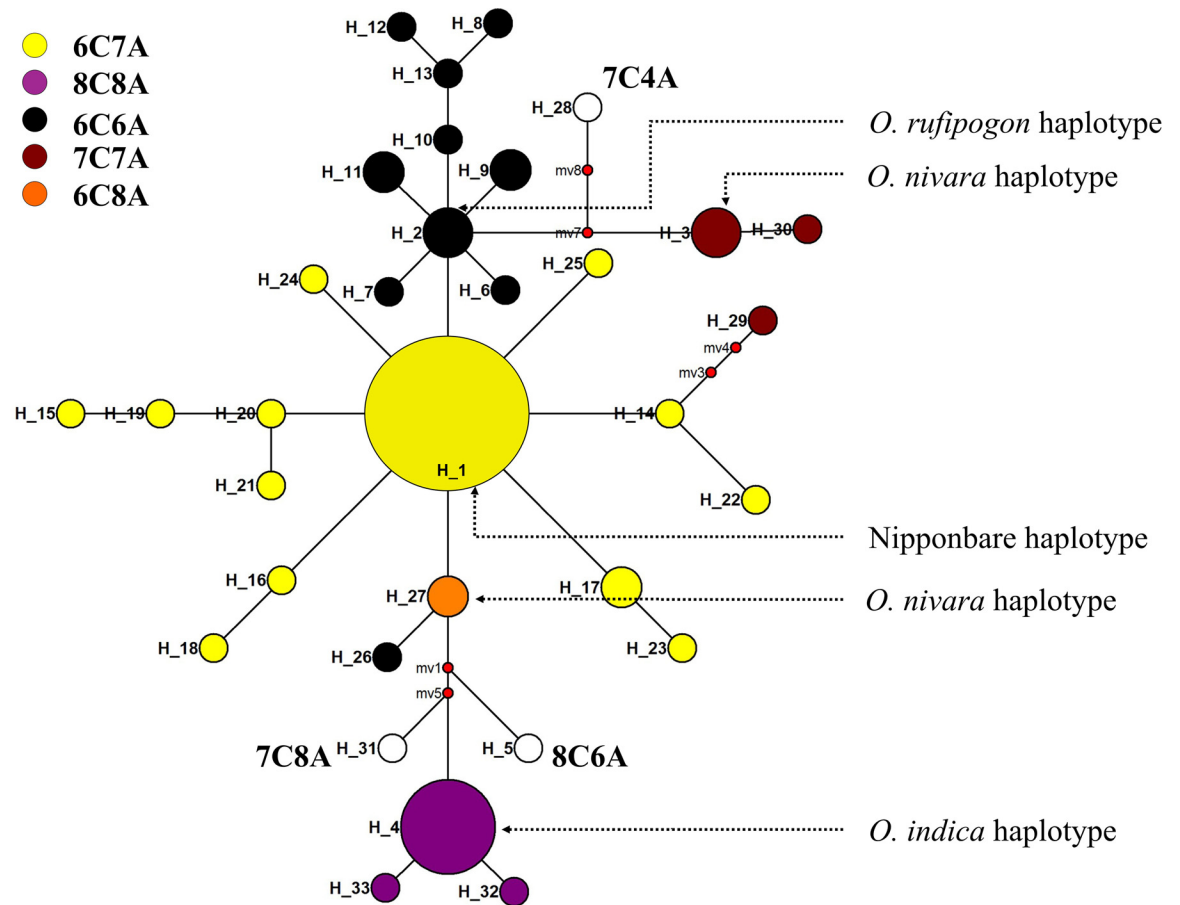 6C7A
8C8A
6C6A
7C7A
6C8A
H_12
H_8
H_13
7C4A
H_28
O. rufipogon haplotype
H_10
H_11
H_9
mv8
O. nivara haplotype
H_2
mv7
H_3
H_30
H_24
H_25
H_7
H_6
H_29
mv4
mv3
H_15
H_19
H_20
H_14
H_1
H_21
H_22
Nipponbare haplotype
H_16
H_27
H_17
O. nivara haplotype
H_18
H_26
H_23
mv1
mv5
7C8A
H_31
H_5
8C6A
H_4
O. indica haplotype
H_33
H_32